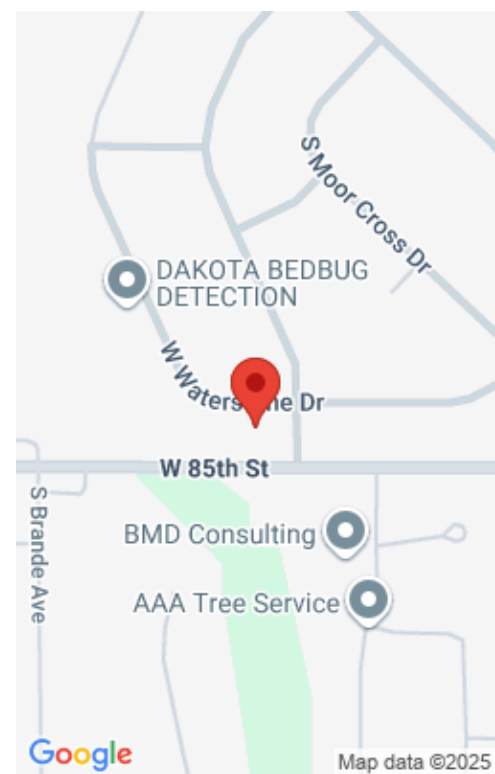 S Moor Cross Dr
DAKOTA BEDBUG
DETECTION
W Waters ne Dr
W 85th St
S Brande Ave
BMD Consulting
AAA Tree Service
Google
Map data ©2025